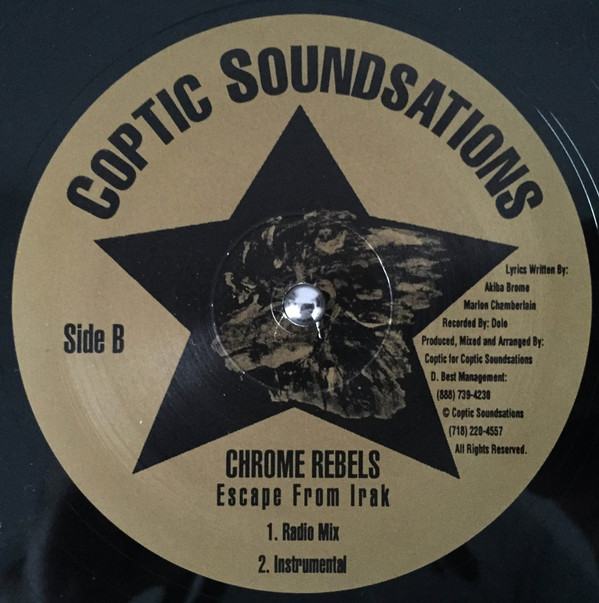 COPTIC SOUNDSATIONS
Side B
Lyrics Written By:
Akiba Brome
Marlon Chamberlain
Recorded By: Dolo
Produced, Mixed and Arranged By:
Coptic for Coptic Soundsations
D. Best Management:
(888) 739-4230
© Coptic Soundsations
(718) 220-4557
All Rights Reserved.
CHROME REBELS
Escape From Irak
1. Radio Mix
2. Instrumental